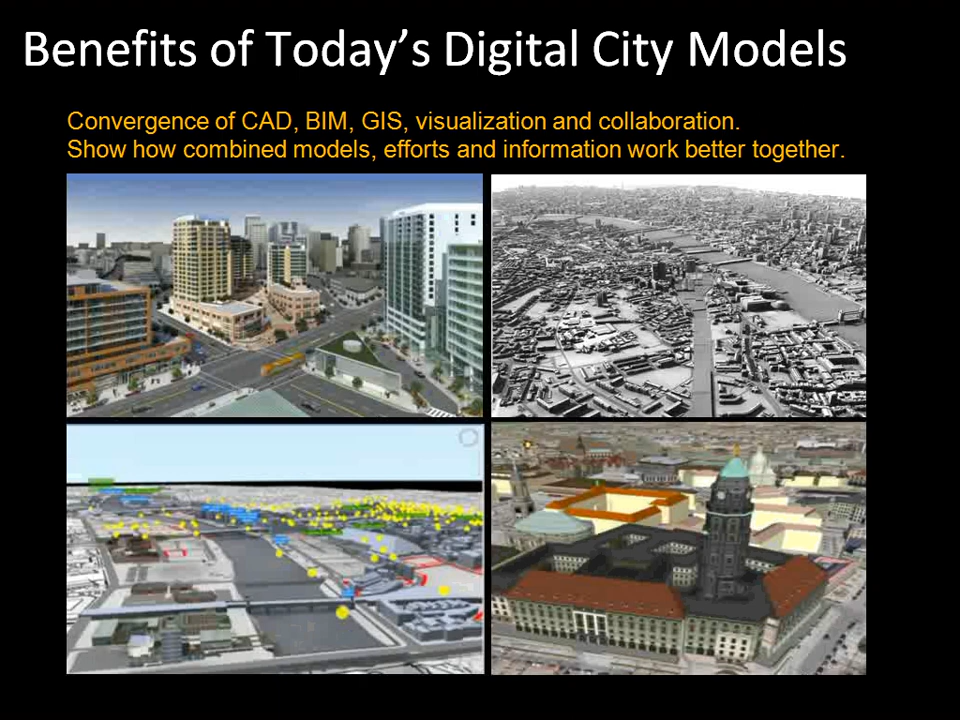 Benefits of Today’s Digital City Models
Convergence of CAD, BIM, GIS, visualization and collaboration.
Show how combined models, efforts and information work better together.